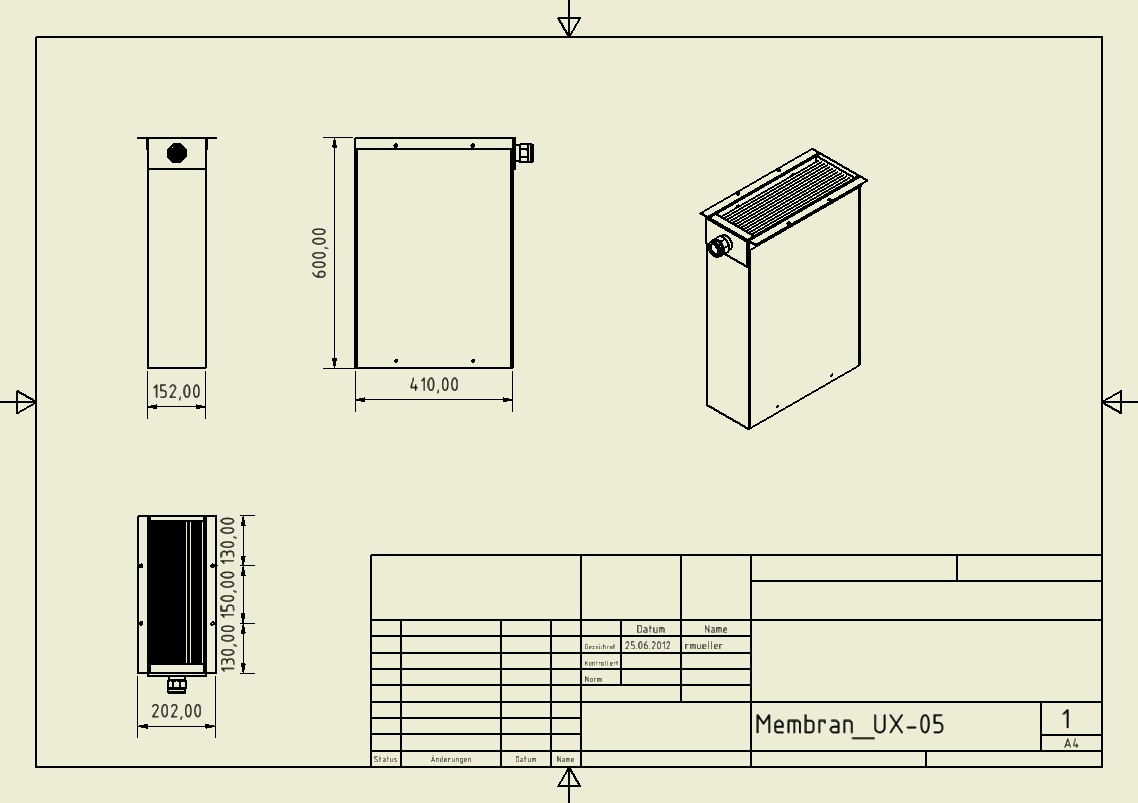 600,00
152,00
410,00
130,00
150,00
130,00
202,00
Datum Name
Gezeichnet 25.06.2012 rmueller
Kontrolliert
Norm
Membran_UX-05 1
A4
Status Änderungen Datum Name